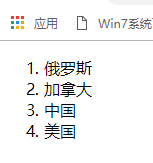 应用 Win7系统
1. 俄罗斯
2. 加拿大
3. 中国
4. 美国